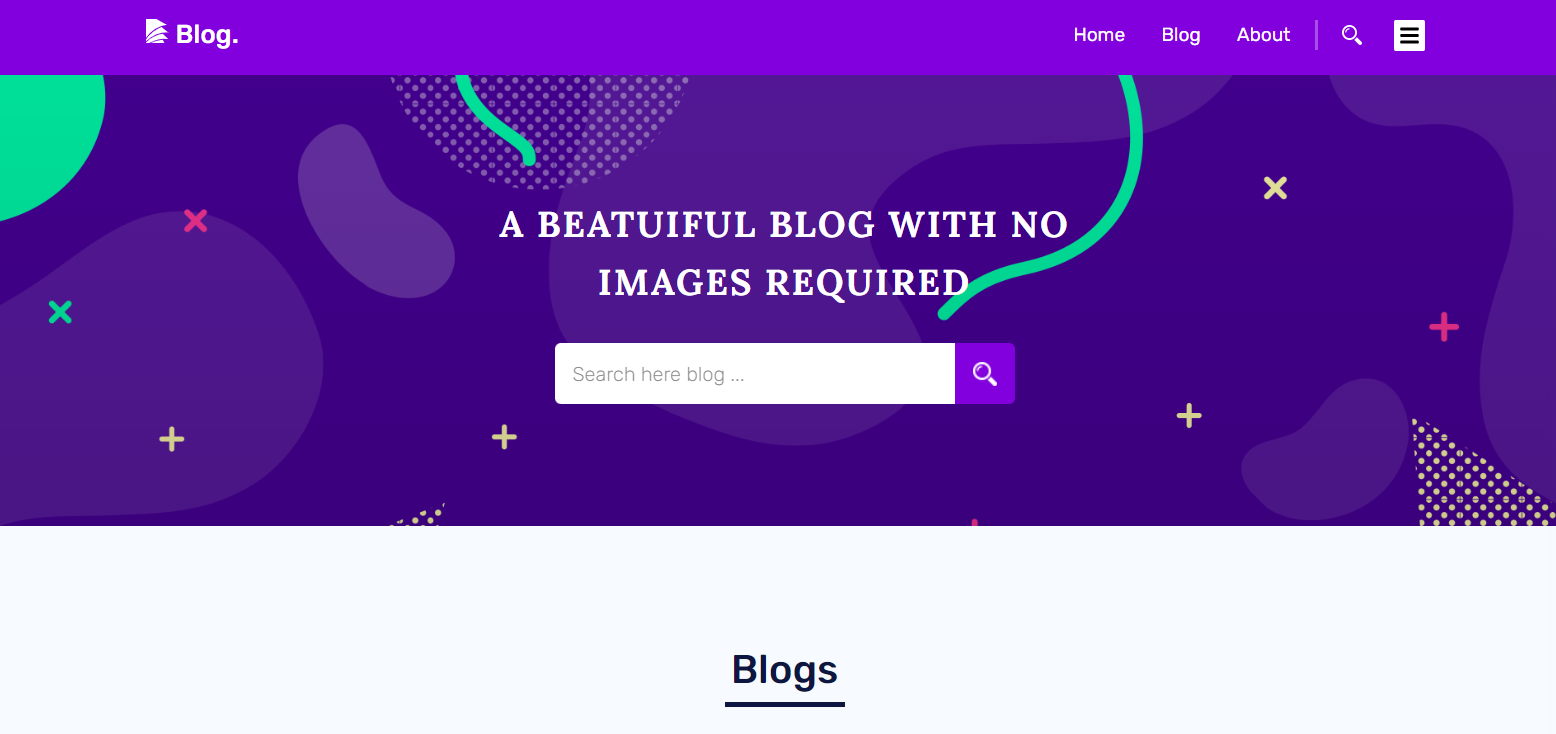 Blog.
Home Blog About
A BEATUIFUL BLOG WITH NO
IMAGES REQUIRED
Search here blog ...
Blogs